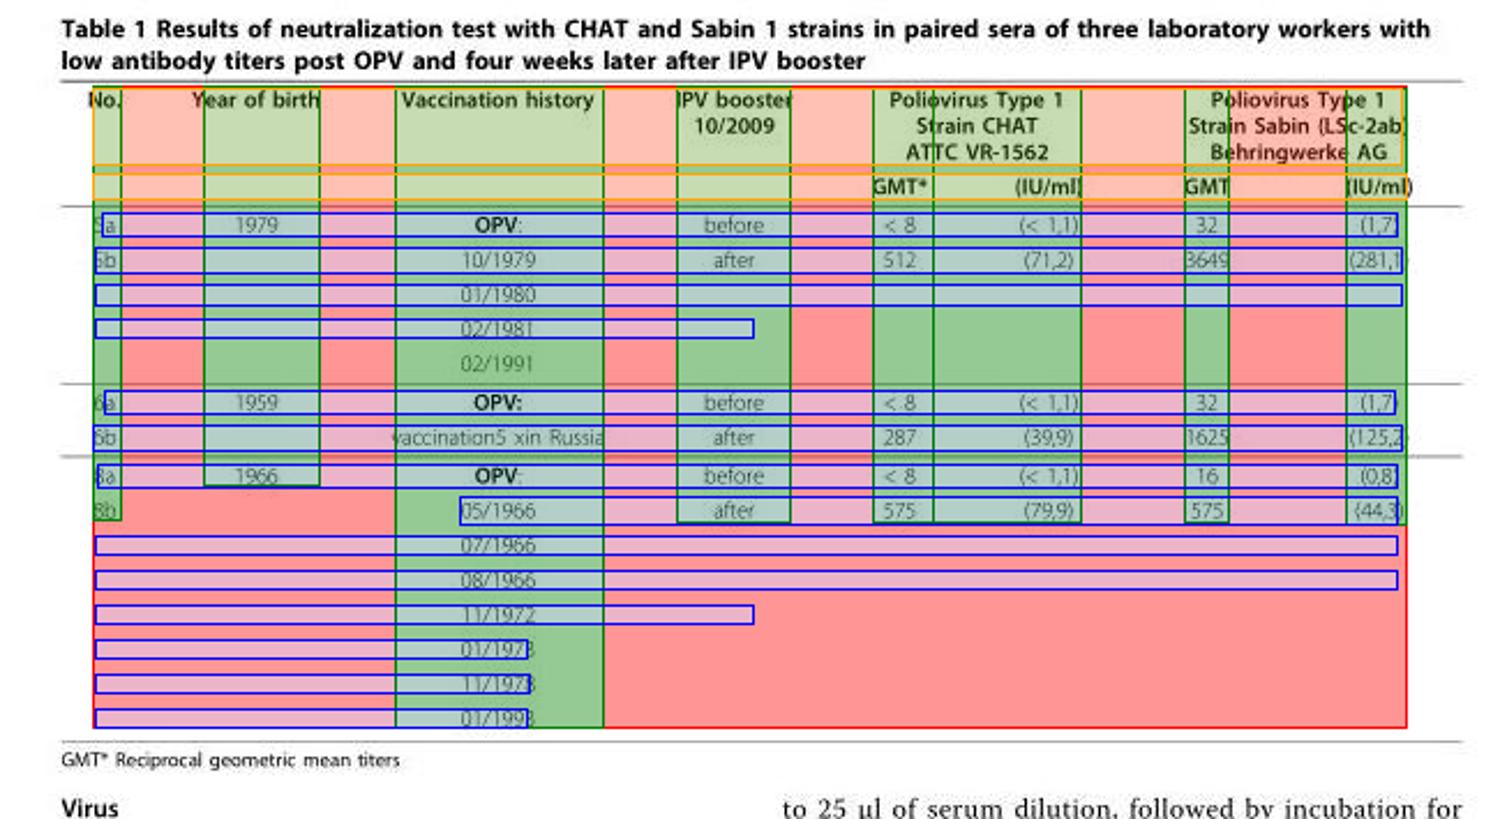 Table 1 Results of neutralization test with CHAT and Sabin 1 strains in paired sera of three laboratory workers with
low antibody titers post OPV and four weeks later after IPV booster
No. Year of birth Vaccination history IPV booster Poliovirus Type 1 Poliovirus Type 1
10/2009 Strain CHAT Strain Sabin (LSc-2ab)
ATTC VR-1562 Behringwerke AG
GMT* (IU/ml) GMT (IU/ml)
5a 1979 OPV: before < 8 (< 1,1) 32 (1,7)
5b 10/1979 after 512 (71,2) 3649 (281,1)
01/1980
02/1981
02/1991
6a 1959 OPV: before < 8 (< 1,1) 32 (1,7)
6b vaccination5 xin Russia after 287 (39,9) 1625 (125,2)
8a 1966 OPV: before < 8 (< 1,1) 16 (0,8)
8b 05/1966 after 575 (79,9) 575 (44,3)
07/1966
08/1966
11/1972
01/1973
11/1973
01/1993
GMT* Reciprocal geometric mean titers
Virus to 25 μl of serum dilution, followed by incubation for